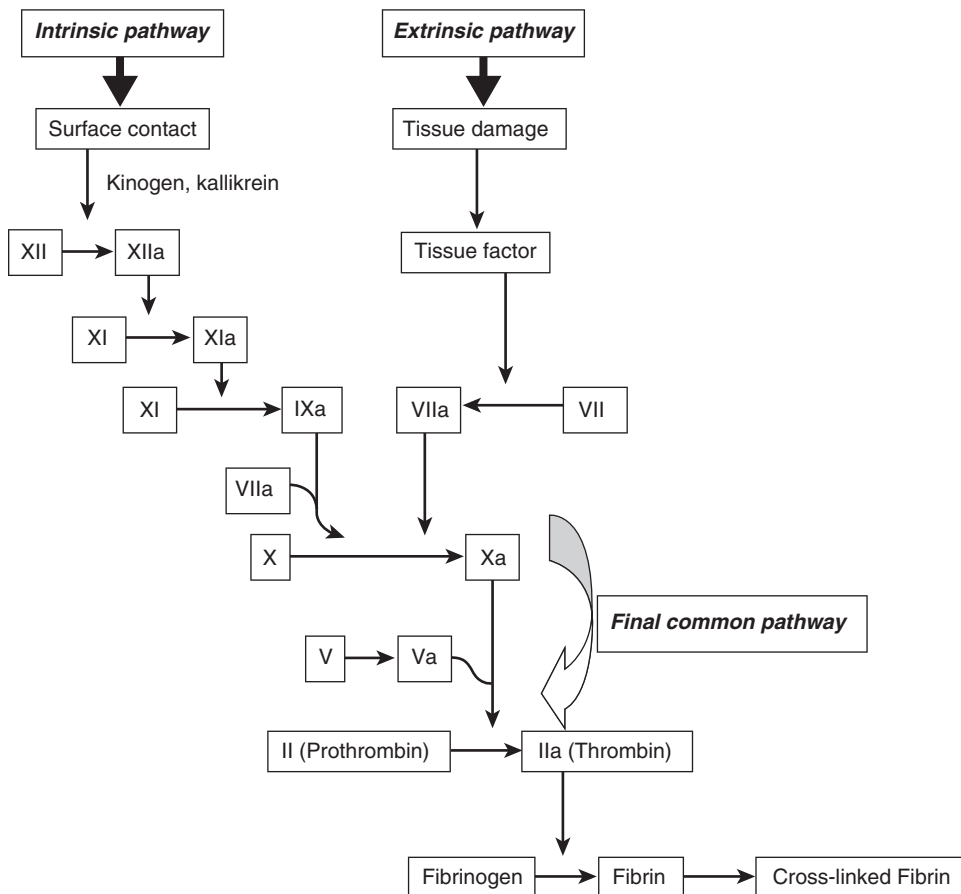 Intrinsic pathway
Extrinsic pathway
Surface contact
Tissue damage
Kinogen, kallikrein
XII
XIIa
Tissue factor
XI
XIa
XI
IXa
VIIa
VII
VIIa
X
Xa
Final common pathway
V
Va
II (Prothrombin)
IIa (Thrombin)
Fibrinogen
Fibrin
Cross-linked Fibrin